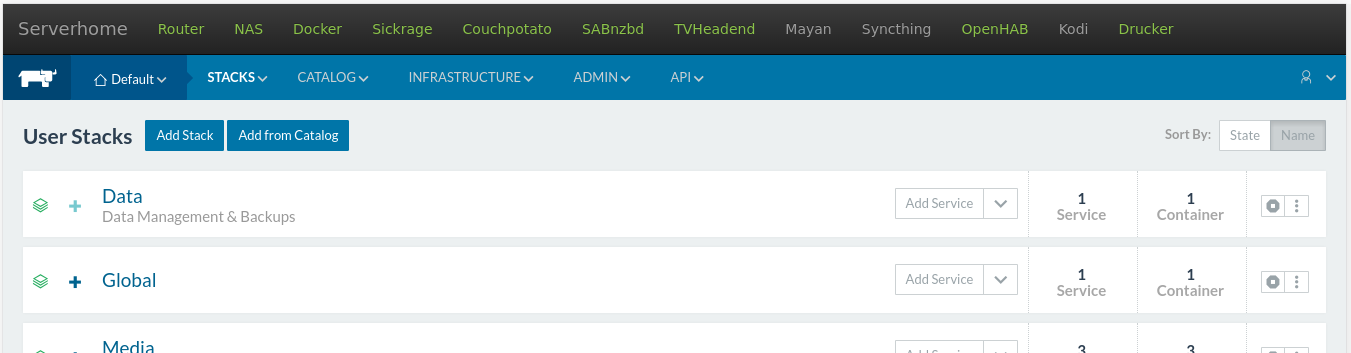 Serverhome Router NAS Docker Sickrage Couchpotato SABnzbd TVHeadend Mayan Syncthing OpenHAB Kodi Drucker
Default STACKS CATALOG INFRASTRUCTURE ADMIN API
User Stacks Add Stack Add from Catalog Sort By: State Name
Data Add Service 1 1
Data Management & Backups Service Container
Global Add Service 1 1
Service Container
Media Add Service 3 3